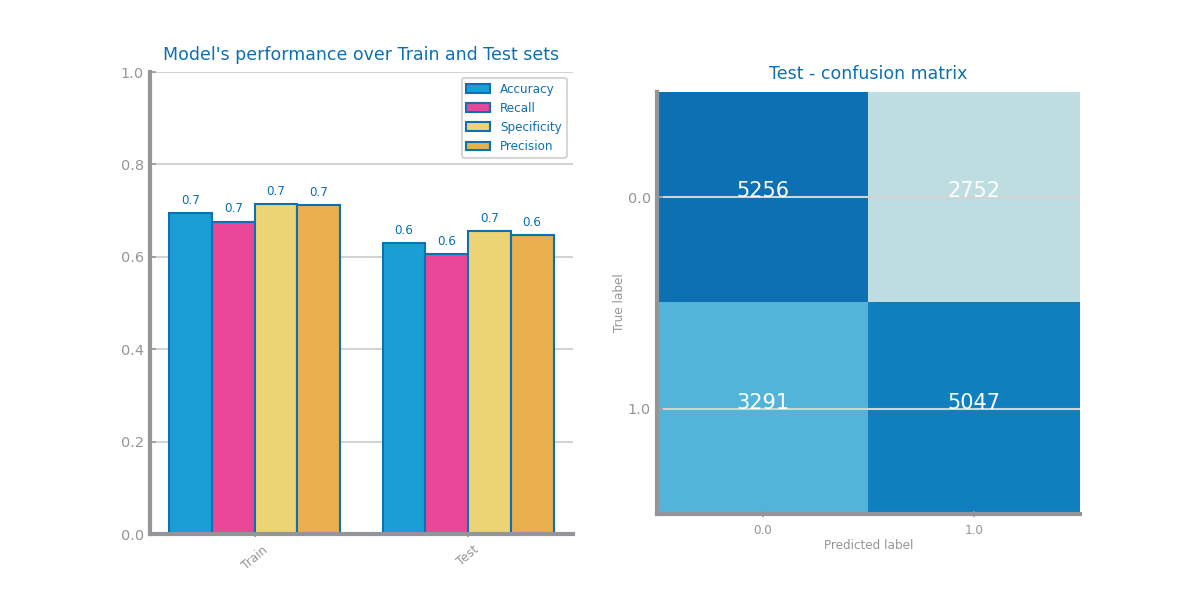 Model's performance over Train and Test sets
1.0
0.8
0.6
0.4
0.2
0.0
Accuracy
Recall
Specificity
Precision
0.7
0.7
0.7
0.7
0.6
0.6
0.7
0.6
Train
Test
Test - confusion matrix
True label
0.0
1.0
5256
2752
3291
5047
0.0
1.0
Predicted label